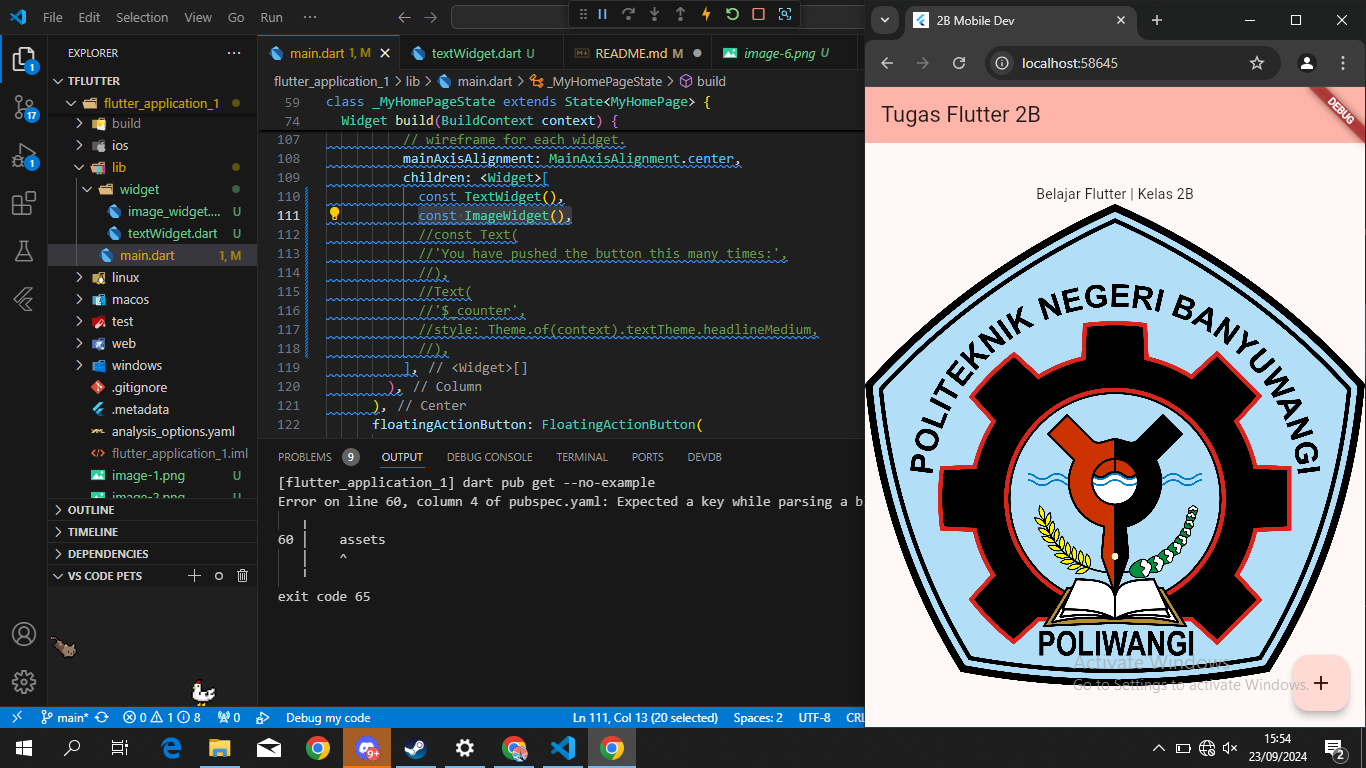 File Edit Selection View Go Run ···
EXPLORER ···
TFLUTTER
flutter_application_1
build
ios
lib
widget
image_widget.... U
textWidget.dart U
main.dart 1, M
linux
macos
test
web
windows
.gitignore
.metadata
analysis_options.yaml
flutter_application_1.iml
image-1.png U
OUTLINE
TIMELINE
DEPENDENCIES
VS CODE PETS
1
17
1
main.dart 1, M
textWidget.dart U
README.md M
image-6.png U
flutter_application_1 > lib > main.dart > _MyHomePageState > build
59 class _MyHomePageState extends State<MyHomePage> {
74 Widget build(BuildContext context) {
107 // wireframe for each widget.
108 mainAxisAlignment: MainAxisAlignment.center,
109 children: <Widget>[
110 const TextWidget(),
111 const ImageWidget(),
112 //const Text(
113 //'You have pushed the button this many times:',
114 //),
115 //Text(
116 //'$_counter',
117 //style: Theme.of(context).textTheme.headlineMedium,
118 //),
119 ], // <Widget>[]
120 ), // Column
121 ), // Center
122 floatingActionButton: FloatingActionButton(
PROBLEMS 9 OUTPUT DEBUG CONSOLE TERMINAL PORTS DEVDB
[flutter_application_1] dart pub get --no-example
Error on line 60, column 4 of pubspec.yaml: Expected a key while parsing a b
60 │ assets
^
exit code 65
main* 0 1 8 0 Debug my code Ln 111, Col 13 (20 selected) Spaces: 2 UTF-8
2B Mobile Dev
localhost:58645
Tugas Flutter 2B
DEBUG
Belajar Flutter | Kelas 2B
POLITEKNIK NEGERI BANYUWANGI
POLIWANGI
Activate Windows
Go to Settings to activate Windows.
9+
15:54
23/09/2024
2